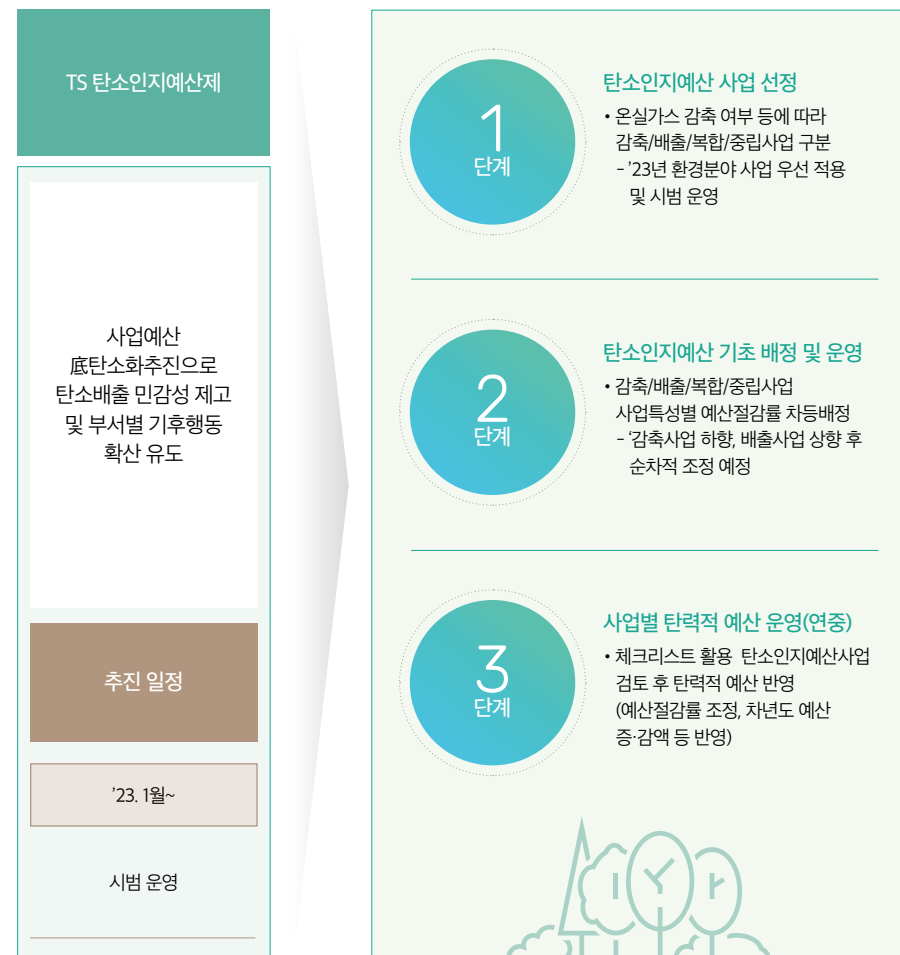 TS 탄소인지예산제
사업예산
底탄소화추진으로
탄소배출 민감성 제고
및 부서별 기후행동
확산 유도
추진 일정
’23. 1월~
시범 운영
1
단계
탄소인지예산 사업 선정
• 온실가스 감축 여부 등에 따라
감축/배출/복합/중립사업 구분
- ’23년 환경분야 사업 우선 적용
및 시범 운영
2
단계
탄소인지예산 기초 배정 및 운영
• 감축/배출/복합/중립사업
사업특성별 예산절감률 차등배정
- ‘감축사업 하향, 배출사업 상향 후
순차적 조정 예정
3
단계
사업별 탄력적 예산 운영(연중)
• 체크리스트 활용 탄소인지예산사업
검토 후 탄력적 예산 반영
(예산절감률 조정, 차년도 예산
증·감액 등 반영)